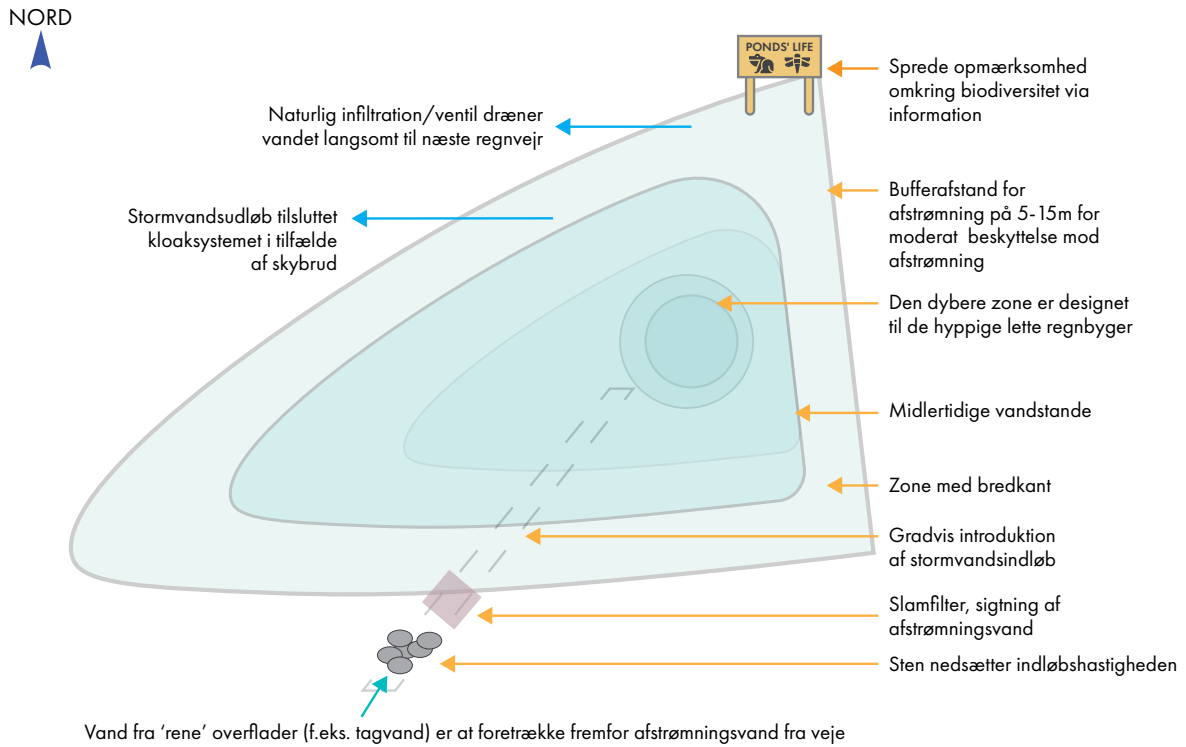 NORD
PONDS' LIFE
Sprede opmærksomhed
omkring biodiversitet via
information
Naturlig infiltration/ventil dræner
vandet langsomt til næste regnvejr
Bufferafstand for
afstrømning på 5-15m for
moderat beskyttelse mod
afstrømning
Stormvandsudløb tilsluttet
kloaksystemet i tilfælde
af skybrud
Den dybere zone er designet
til de hyppige lette regnbyger
Midlertidige vandstande
Zone med bredkant
Gradvis introduktion
af stormvandsindløb
Slamfilter, sigtning af
afstrømningsvand
Sten nedsætter indløbshastigheden
Vand fra 'rene' overflader (f.eks. tagvand) er at foretrække fremfor afstrømningsvand fra veje